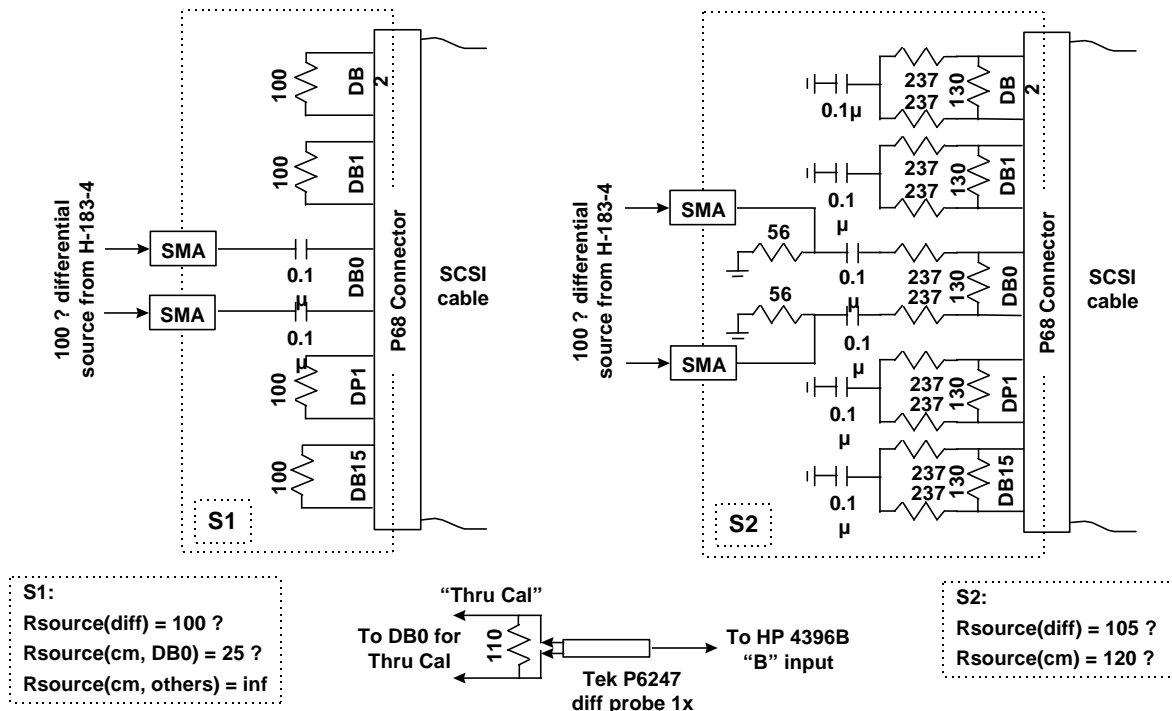 100
DB
2
100
DB1
100 ? differential
source from H-183-4
SMA
0.1
µ
DB0
SMA
0.1
µ
100
DP1
100
DB15
P68 Connector
SCSI
cable
S1
0.1µ
237
237
130
DB
2
0.1
µ
237
237
130
DB1
100 ? differential
source from H-183-4
SMA
56
0.1
µ
237
237
130
DB0
56
0.1
µ
SMA
0.1
µ
237
237
130
DP1
0.1
µ
237
237
130
DB15
P68 Connector
SCSI
cable
S2
S1:
Rsource(diff) = 100 ?
Rsource(cm, DB0) = 25 ?
Rsource(cm, others) = inf
“Thru Cal”
To DB0 for
Thru Cal
110
Tek P6247
diff probe 1x
To HP 4396B
“B” input
S2:
Rsource(diff) = 105 ?
Rsource(cm) = 120 ?